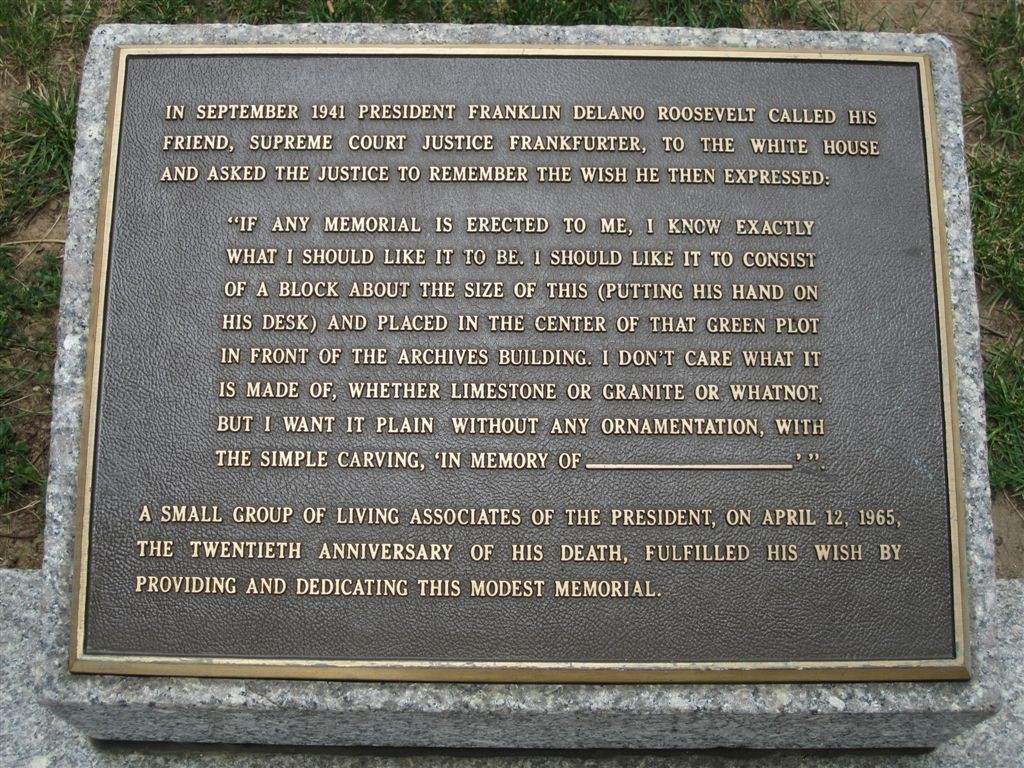 IN SEPTEMBER 1941 PRESIDENT FRANKLIN DELANO ROOSEVELT CALLED HIS
FRIEND, SUPREME COURT JUSTICE FRANKFURTER, TO THE WHITE HOUSE
AND ASKED THE JUSTICE TO REMEMBER THE WISH HE THEN EXPRESSED:
“IF ANY MEMORIAL IS ERECTED TO ME, I KNOW EXACTLY
WHAT I SHOULD LIKE IT TO BE. I SHOULD LIKE IT TO CONSIST
OF A BLOCK ABOUT THE SIZE OF THIS (PUTTING HIS HAND ON
HIS DESK) AND PLACED IN THE CENTER OF THAT GREEN PLOT
IN FRONT OF THE ARCHIVES BUILDING. I DON’T CARE WHAT IT
IS MADE OF, WHETHER LIMESTONE OR GRANITE OR WHATNOT,
BUT I WANT IT PLAIN WITHOUT ANY ORNAMENTATION, WITH
THE SIMPLE CARVING, ‘IN MEMORY OF ____________’ ”.
A SMALL GROUP OF LIVING ASSOCIATES OF THE PRESIDENT, ON APRIL 12, 1965,
THE TWENTIETH ANNIVERSARY OF HIS DEATH, FULFILLED HIS WISH BY
PROVIDING AND DEDICATING THIS MODEST MEMORIAL.